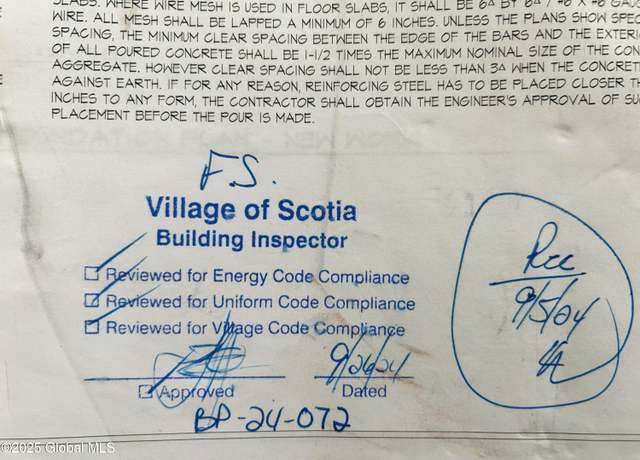 SLABS. WHERE WIRE MESH IS USED IN FLOOR SLABS, IT SHALL BE 6∆ BY 6∆ / #6 X #6 GAUG
WIRE. ALL MESH SHALL BE LAPPED A MINIMUM OF 6 INCHES. UNLESS THE PLANS SHOW SPEC
SPACING, THE MINIMUM CLEAR SPACING BETWEEN THE EDGE OF THE BARS AND THE EXTERI
OF ALL POURED CONCRETE SHALL BE 1-1/2 TIMES THE MAXIMUM NOMINAL SIZE OF THE CON
AGGREGATE. HOWEVER CLEAR SPACING SHALL NOT BE LESS THAN 3∆ WHEN THE CONCRET
AGAINST EARTH. IF FOR ANY REASON, REINFORCING STEEL HAS TO BE PLACED CLOSER TH
INCHES TO ANY FORM, THE CONTRACTOR SHALL OBTAIN THE ENGINEER'S APPROVAL OF SU
PLACEMENT BEFORE THE POUR IS MADE.
F.S.
Village of Scotia
Building Inspector
Reviewed for Energy Code Compliance
Reviewed for Uniform Code Compliance
Reviewed for Village Code Compliance
9/26/24
Approved Dated
BP-24-072
Rec
9/5/24
©2025 Global MLS